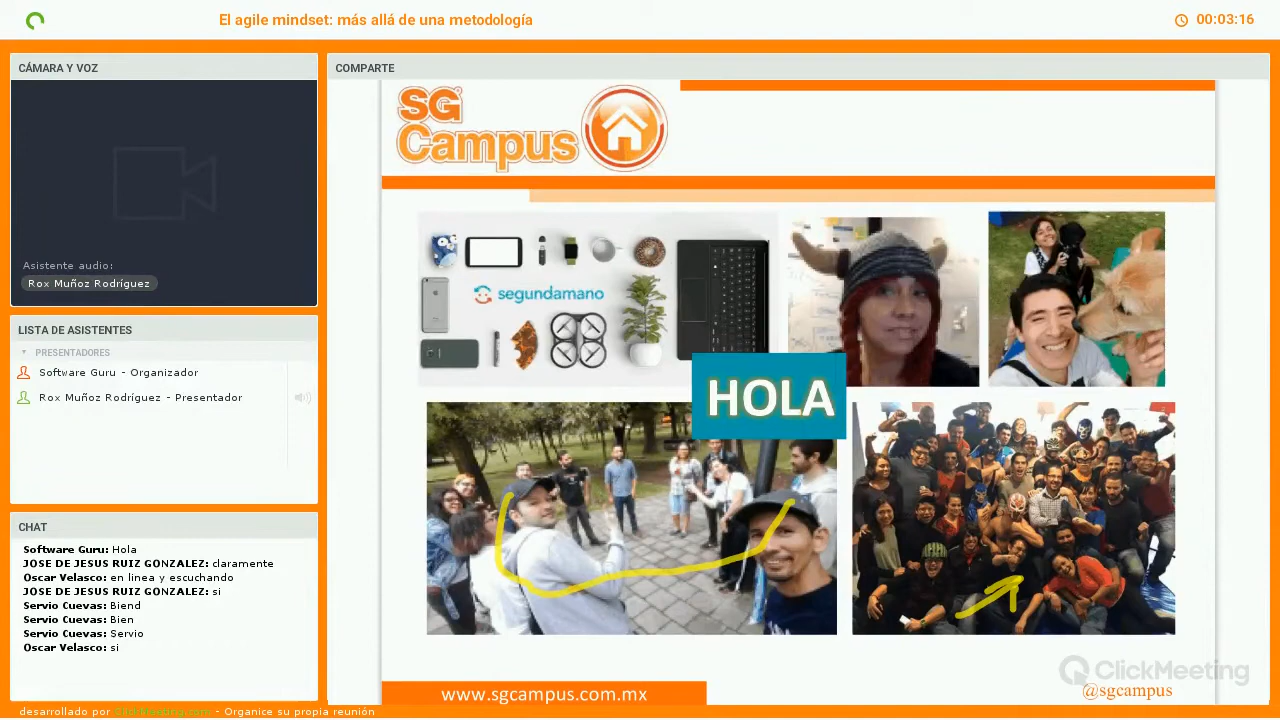 El agile mindset: más allá de una metodología
00:03:16
CÁMARA Y VOZ
COMPARTE
SG
Campus
Asistente audio:
Rox Muñoz Rodríguez
segundamano
HOLA
LISTA DE ASISTENTES
PRESENTADORES
Software Guru - Organizador
Rox Muñoz Rodríguez - Presentador
CHAT
Software Guru: Hola
JOSE DE JESUS RUIZ GONZALEZ: claramente
Oscar Velasco: en linea y escuchando
JOSE DE JESUS RUIZ GONZALEZ: si
Servio Cuevas: Biend
Servio Cuevas: Bien
Servio Cuevas: Servio
Oscar Velasco: si
ClickMeeting
www.sgcampus.com.mx
@sgcampus
desarrollado por ClickMeeting.com - Organice su propia reunión